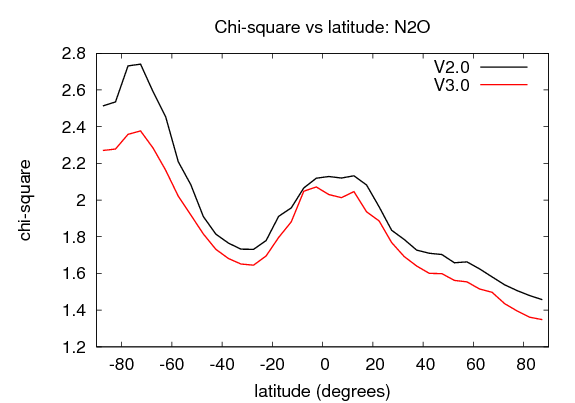 Chi-square vs latitude: N2O
V2.0
V3.0
chi-square
2.8
2.6
2.4
2.2
2
1.8
1.6
1.4
1.2
-80 -60 -40 -20 0 20 40 60 80
latitude (degrees)